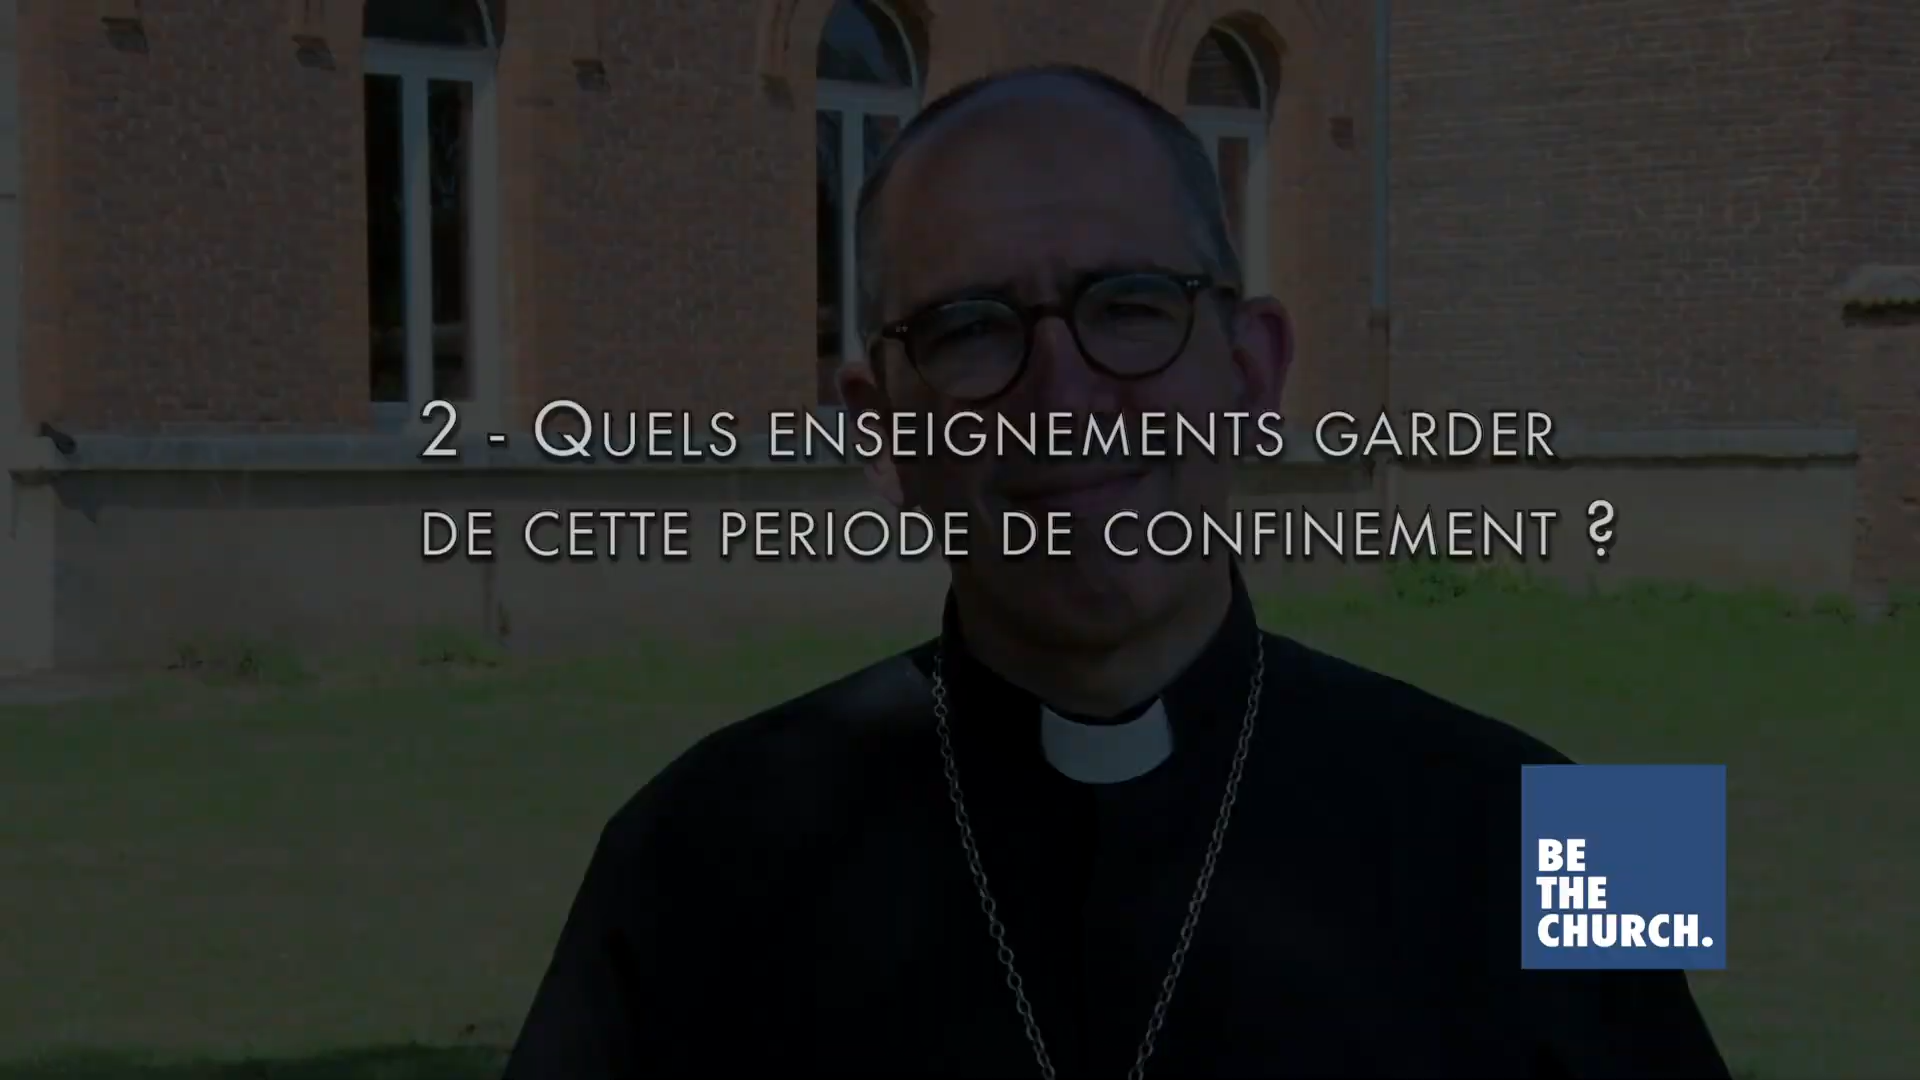 2 - QUELS ENSEIGNEMENTS GARDER
DE CETTE PERIODE DE CONFINEMENT ?
BE
THE
CHURCH.